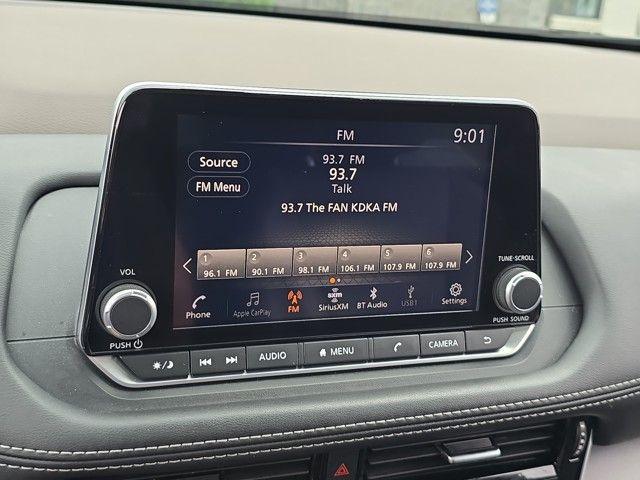 FM
9:01
Source
FM Menu
93.7 FM
93.7
Talk
93.7 The FAN KDKA FM
1 2 3 4 5 6
96.1 FM 90.1 FM 98.1 FM 106.1 FM 107.9 FM 107.9 FM
Phone
Apple CarPlay
FM
sxm
SiriusXM
BT Audio
USB1
Settings
VOL
PUSH
TUNE·SCROLL
PUSH SOUND
AUDIO
MENU
CAMERA